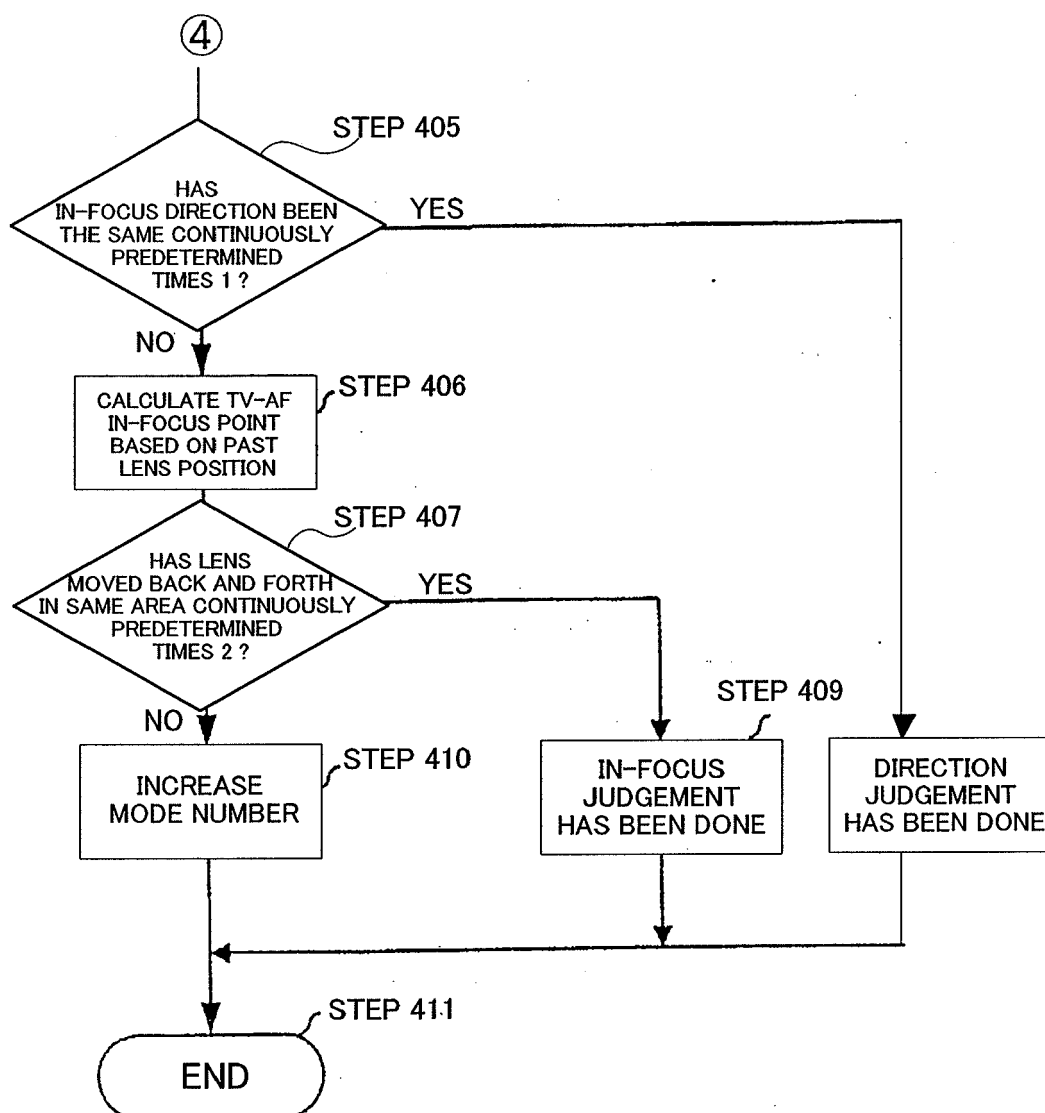 ④
STEP 405
HAS
IN-FOCUS DIRECTION BEEN
THE SAME CONTINUOUSLY
PREDETERMINED
TIMES 1 ?
YES
NO
STEP 406
CALCULATE TV-AF
IN-FOCUS POINT
BASED ON PAST
LENS POSITION
STEP 407
HAS LENS
MOVED BACK AND FORTH
IN SAME AREA CONTINUOUSLY
PREDETERMINED
TIMES 2 ?
YES
NO
STEP 410
INCREASE
MODE NUMBER
STEP 409
IN-FOCUS
JUDGEMENT
HAS BEEN DONE
DIRECTION
JUDGEMENT
HAS BEEN DONE
STEP 411
END